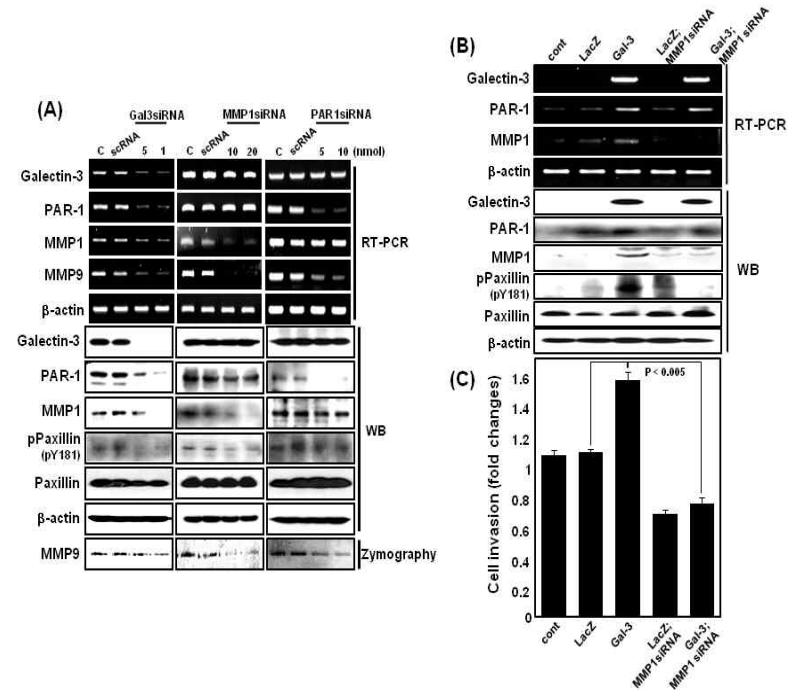 (A)
Gal3siRNA MMP1siRNA PAR1siRNA
C scRNA 5 1 C scRNA 10 20 C scRNA 5 10 (nmol)
Galectin-3
PAR-1
MMP1
MMP9
β-actin
RT-PCR
Galectin-3
PAR-1
MMP1
pPaxillin
(pY181)
Paxillin
β-actin
WB
MMP9
Zymography
(B)
cont LacZ Gal-3 LacZ; MMP1siRNA Gal-3; MMP1siRNA
Galectin-3
PAR-1
MMP1
β-actin
RT-PCR
Galectin-3
PAR-1
MMP1
pPaxillin
(pY181)
Paxillin
β-actin
WB
(C)
P < 0.005
Cell invasion (fold changes)
1.6
1.4
1.2
1
0.8
0.6
0.4
0.2
0
cont LacZ Gal-3 LacZ; MMP1siRNA Gal-3; MMP1siRNA